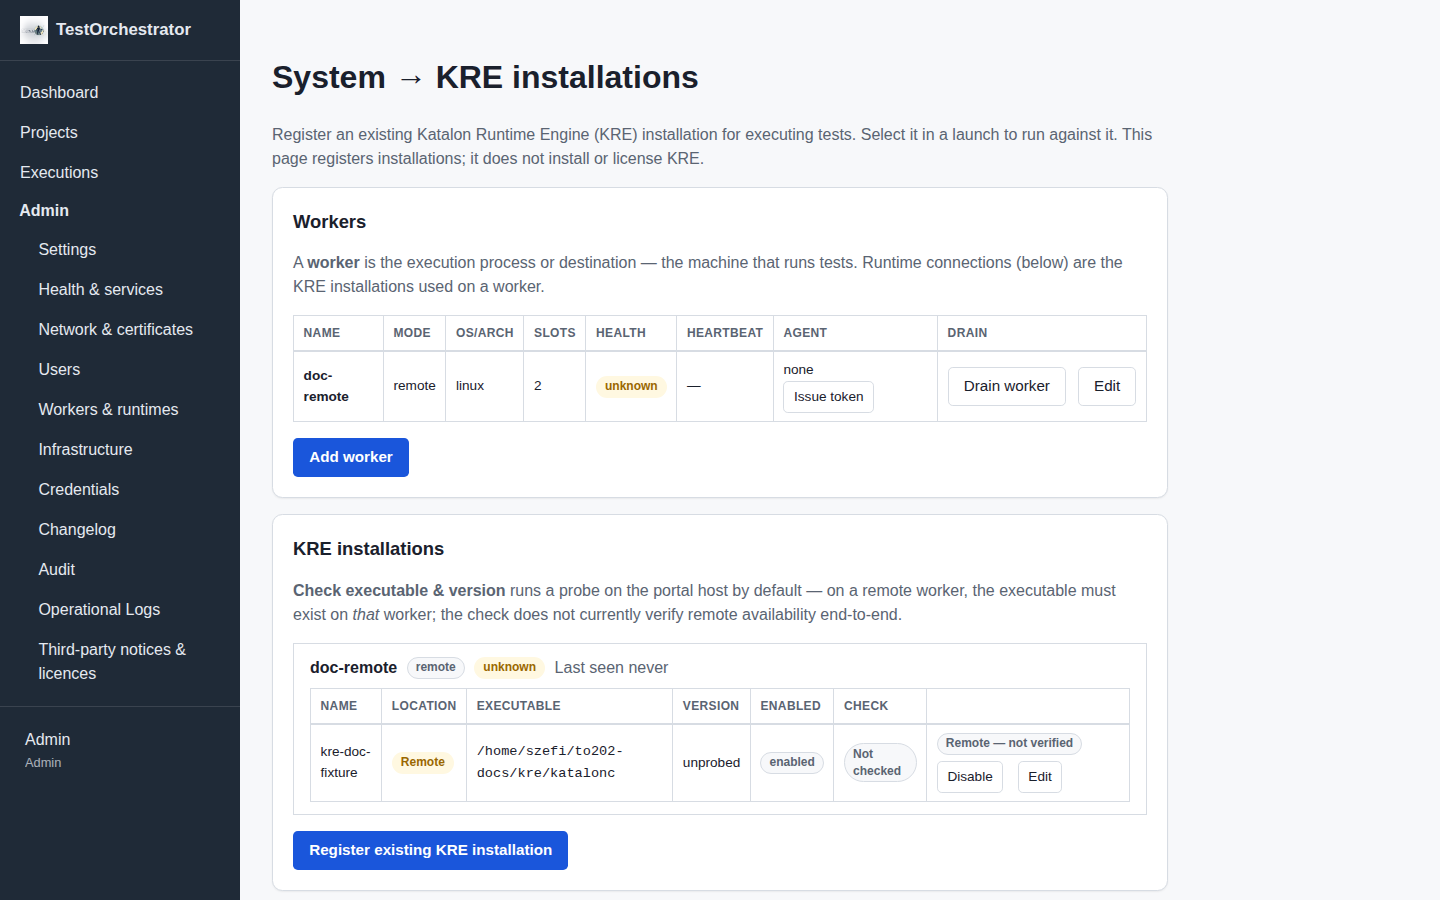 TestOrchestrator
Dashboard
Projects
Executions
Admin
Settings
Health & services
Network & certificates
Users
Workers & runtimes
Infrastructure
Credentials
Changelog
Audit
Operational Logs
Third-party notices &
licences
Admin
Admin
System → KRE installations
Register an existing Katalon Runtime Engine (KRE) installation for executing tests. Select it in a launch to run against it. This
page registers installations; it does not install or license KRE.
Workers
A worker is the execution process or destination — the machine that runs tests. Runtime connections (below) are the
KRE installations used on a worker.
NAME MODE OS/ARCH SLOTS HEALTH HEARTBEAT AGENT DRAIN
doc-
remote remote linux 2 unknown — none
Issue token Drain worker Edit
Add worker
KRE installations
Check executable & version runs a probe on the portal host by default — on a remote worker, the executable must
exist on that worker; the check does not currently verify remote availability end-to-end.
doc-remote remote unknown Last seen never
NAME LOCATION EXECUTABLE VERSION ENABLED CHECK
kre-doc-
fixture Remote /home/szefi/to202-
docs/kre/katalonc unprobed enabled Not
checked Remote — not verified
Disable Edit
Register existing KRE installation